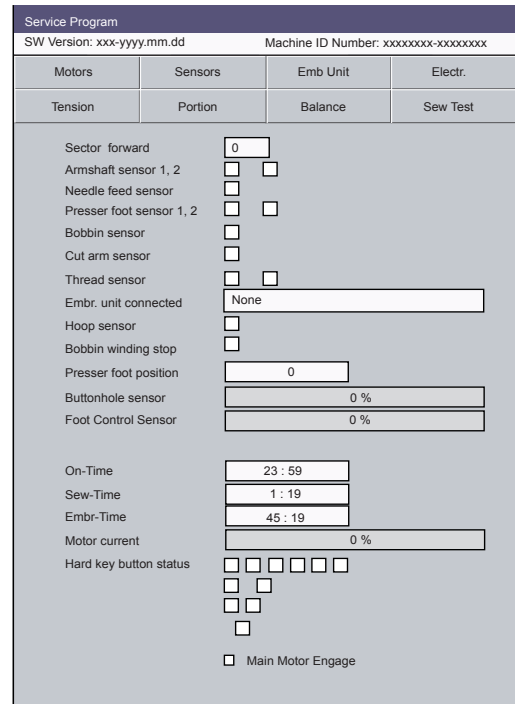 Service Program
SW Version: xxx-yyyy.mm.dd Machine ID Number: xxxxxxxx-xxxxxxxx
Motors Sensors Emb Unit Electr.
Tension Portion Balance Sew Test
Sector forward 0
Armshaft sensor 1, 2
Needle feed sensor
Presser foot sensor 1, 2
Bobbin sensor
Cut arm sensor
Thread sensor
Embr. unit connected None
Hoop sensor
Bobbin winding stop
Presser foot position 0
Buttonhole sensor 0 %
Foot Control Sensor 0 %
On-Time 23 : 59
Sew-Time 1 : 19
Embr-Time 45 : 19
Motor current 0 %
Hard key button status
Main Motor Engage